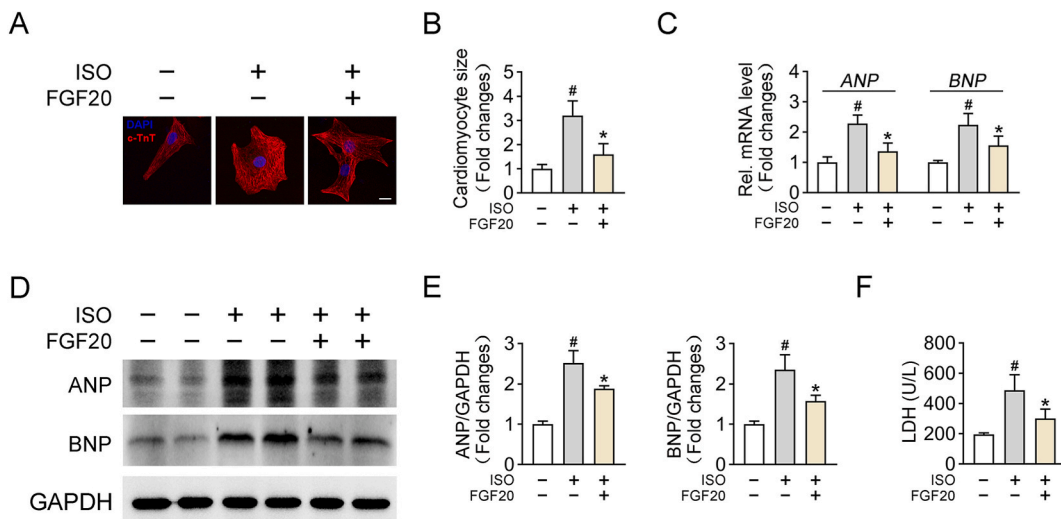 A
ISO − + +
FGF20 − − +
DAPI
c-TnT
B
Cardiomyocyte size
(Fold changes)
5
4
3
2
1
0
#
*
ISO − + +
FGF20 − − +
C
Rel. mRNA level
(Fold changes)
4
3
2
1
0
ANP BNP
# * # *
ISO − + + − + +
FGF20 − − + − − +
D
ISO − − + + + +
FGF20 − − − − + +
ANP
BNP
GAPDH
E
ANP/GAPDH
(Fold changes)
3
2
1
0
#
*
ISO − + +
FGF20 − − +
BNP/GAPDH
(Fold changes)
3
2
1
0
#
*
ISO − + +
FGF20 − − +
F
LDH (U/L)
800
600
400
200
0
#
*
ISO − + +
FGF20 − − +